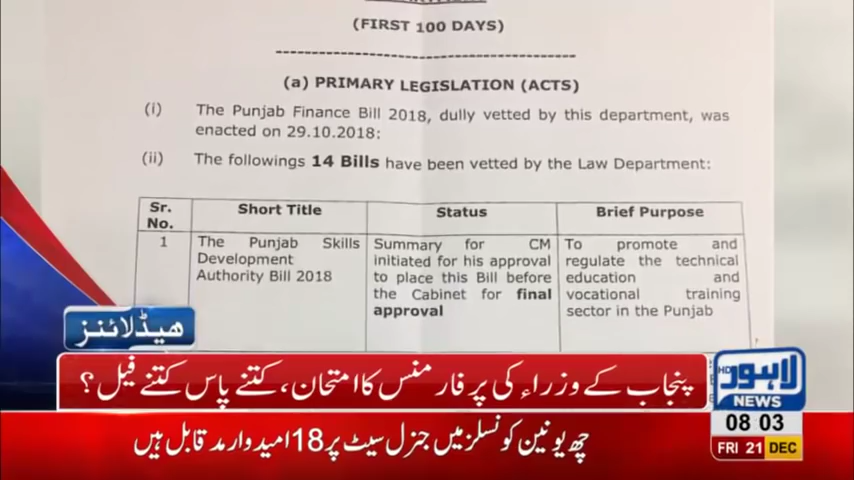 (FIRST 100 DAYS)
(a) PRIMARY LEGISLATION (ACTS)
(i) The Punjab Finance Bill 2018, dully vetted by this department, was
enacted on 29.10.2018:
(ii) The followings 14 Bills have been vetted by the Law Department:
Sr. No. Short Title Status Brief Purpose
1 The Punjab Skills Development Authority Bill 2018
Summary for CM initiated for his approval to place this Bill before the Cabinet for final approval
To promote and regulate the technical education and vocational training sector in the Punjab
ھیڈلائنز
پنجاب کے وزراء کی پرفارمنس کا امتحان، کتنے پاس کتنے فیل؟
چھ یونین کونسلز میں جنرل سیٹ پر 18 امیدوار مدقابل ہیں
لاہور
HD
NEWS
08 03
FRI 21 DEC